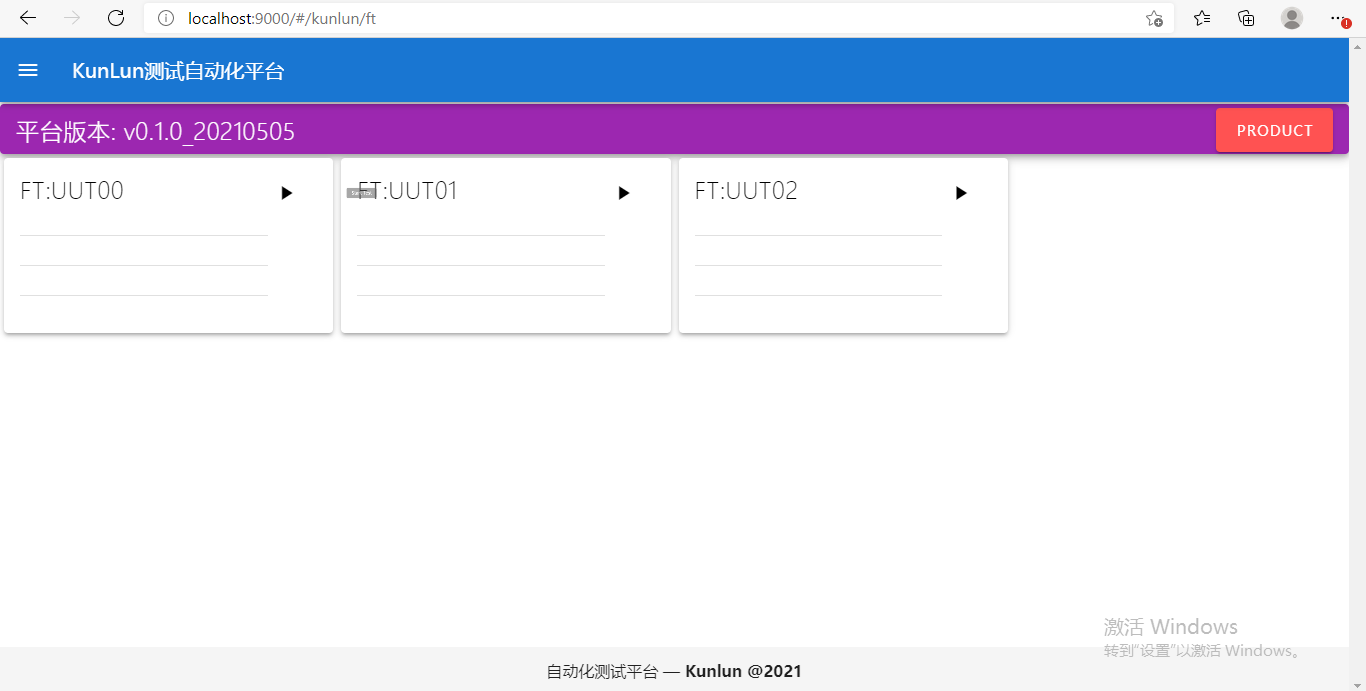 localhost:9000/#/kunlun/ft
KunLun测试自动化平台
平台版本: v0.1.0_20210505
PRODUCT
FT:UUT00
FT:UUT01
FT:UUT02
激活 Windows
转到“设置”以激活 Windows。
自动化测试平台 — Kunlun @2021